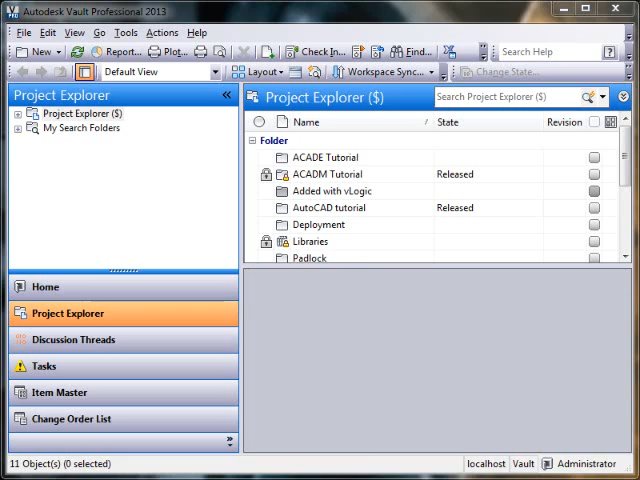 Autodesk Vault Professional 2013
File Edit View Go Tools Actions Help
New Report... Plot... Check In... Find... Search Help
Default View Layout Workspace Sync... Change State...
Project Explorer
Project Explorer ($)
My Search Folders
Home
Project Explorer
Discussion Threads
Tasks
Item Master
Change Order List
Project Explorer ($) Search Project Explorer ($)
Name / State Revision
Folder
ACADE Tutorial
ACADM Tutorial Released
Added with vLogic
AutoCAD tutorial Released
Deployment
Libraries
Padlock
11 Object(s) (0 selected) localhost Vault Administrator